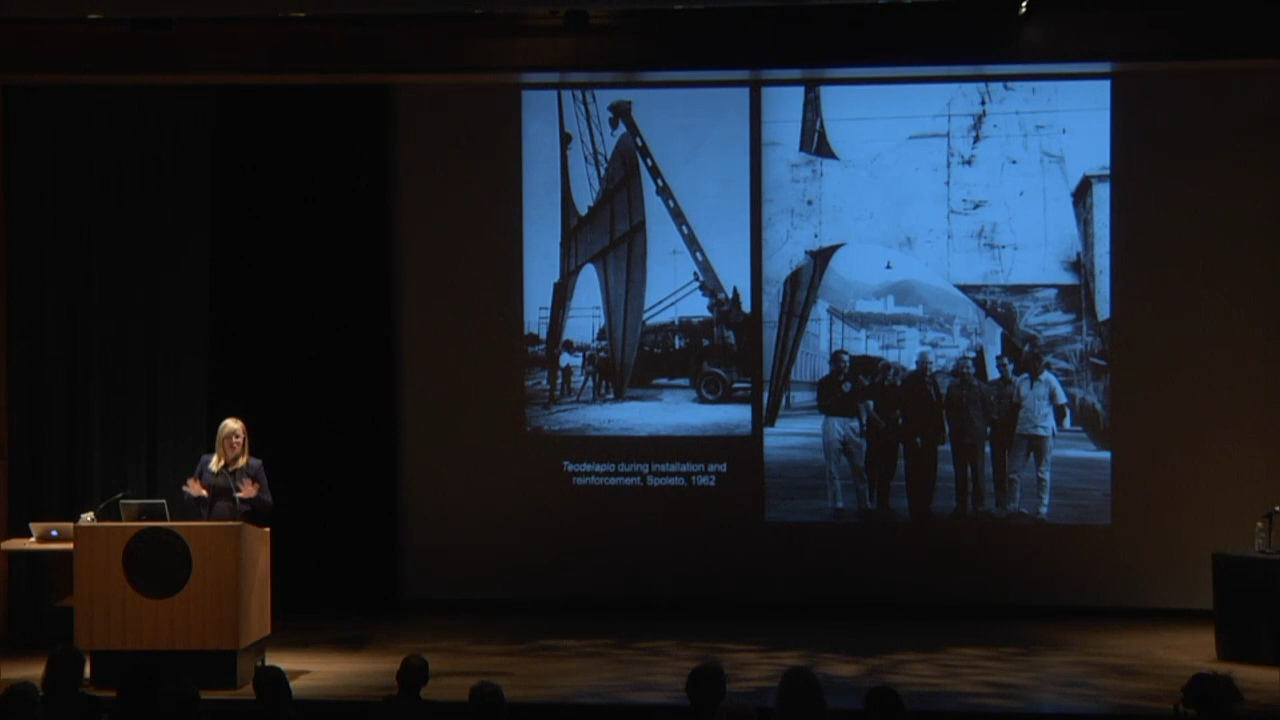 Teodelapio during installation and
reinforcement, Spoleto, 1962